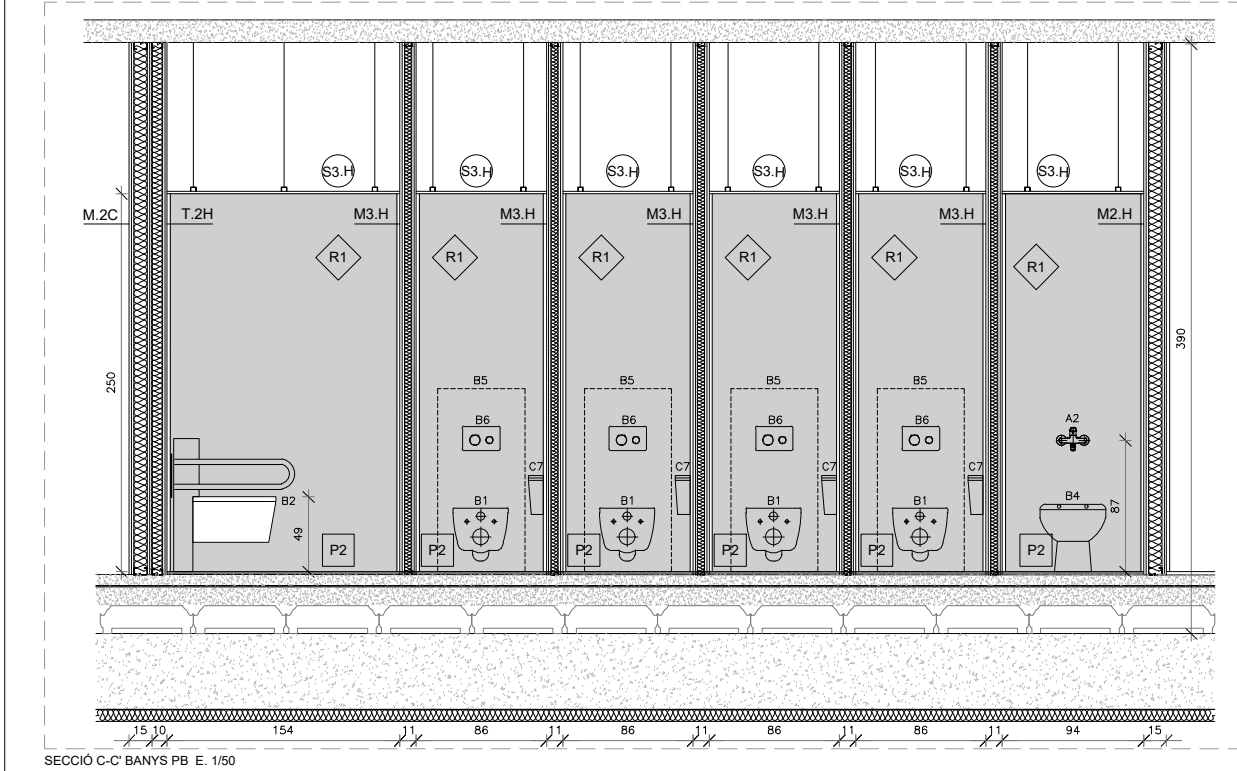 S3.H S3.H S3.H S3.H S3.H S3.H
M.2C T.2H M3.H M3.H M3.H M3.H M3.H M2.H
R1 R1 R1 R1 R1 R1
390
250
B5 B5 B5 B5
B6 B6 B6 B6 A2
C7 C7 C7 C7
B2 B1 B1 B1 B1 B4
49 87
P2 P2 P2 P2 P2 P2
15 10 154 11 86 11 86 11 86 11 86 11 94 15
SECCIÓ C-C' BANYS PB E. 1/50